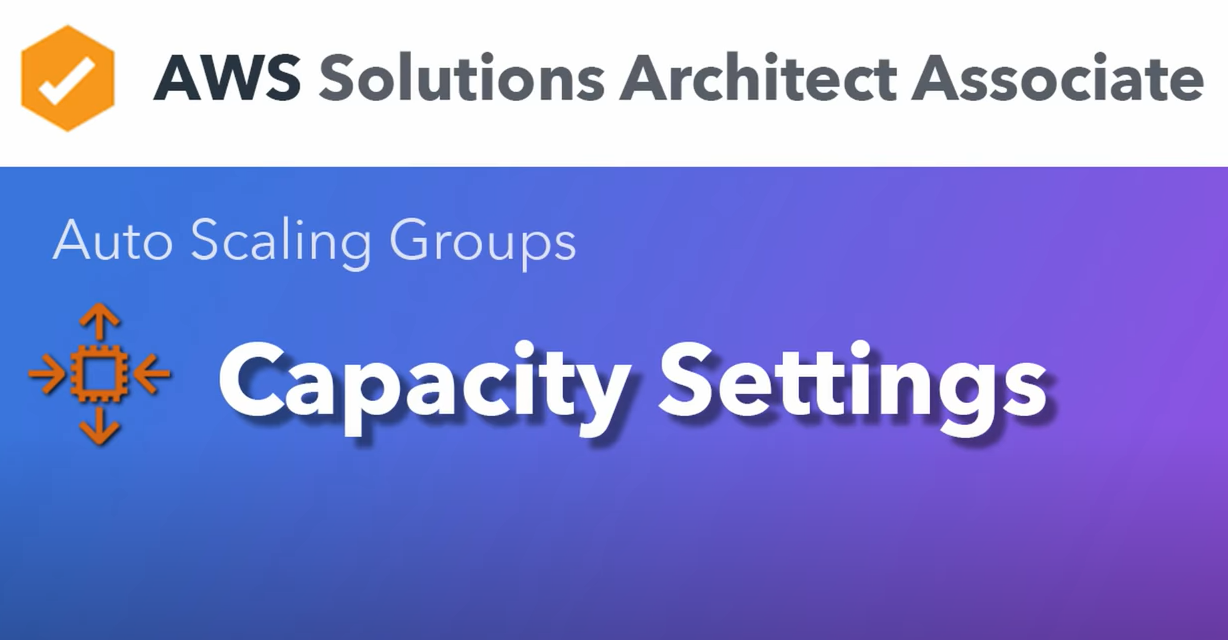 AWS Solutions Architect Associate
Auto Scaling Groups
Capacity Settings